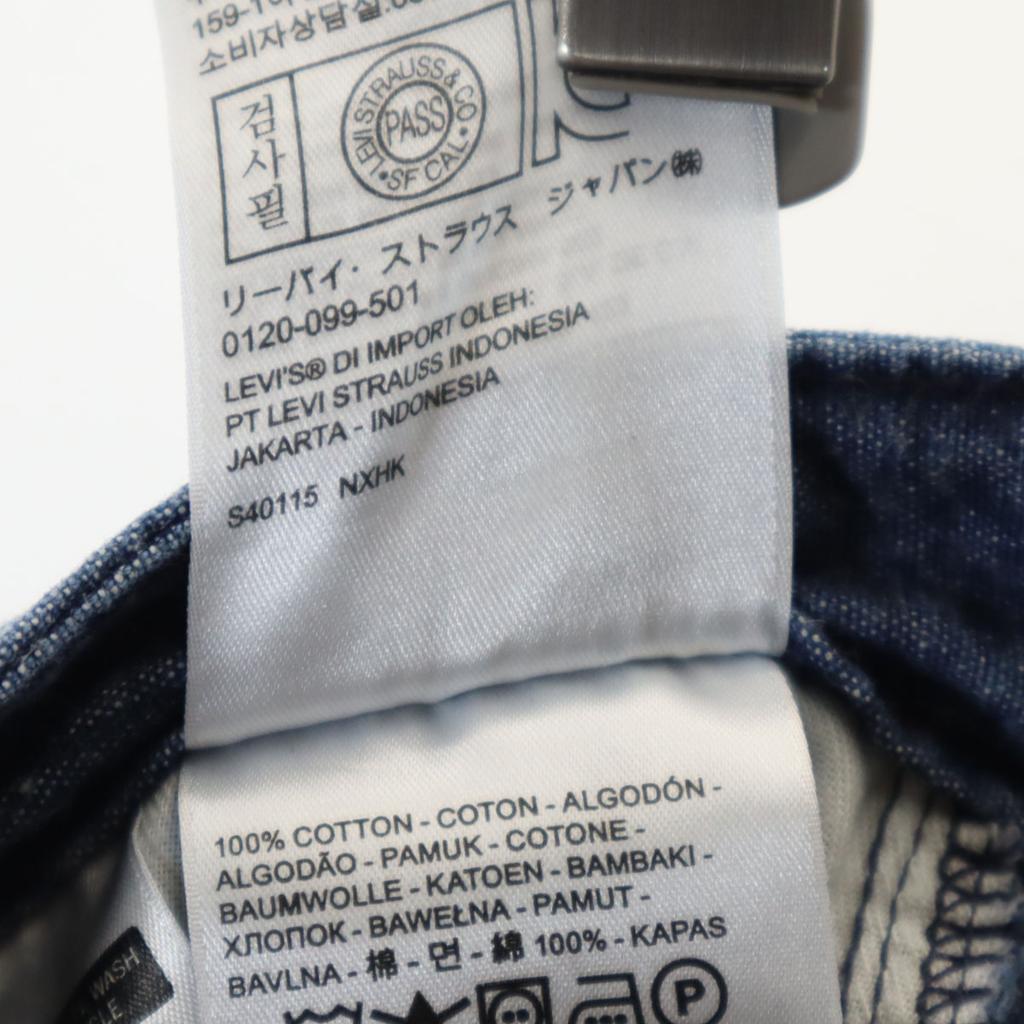 소비자상담실:
검사필
LEVI STRAUSS & CO • SF CAL •
PASS
リーバイ・ストラウス ジャパン㈱
0120-099-501
LEVI'S® DI IMPORT OLEH:
PT LEVI STRAUSS INDONESIA
JAKARTA - INDONESIA
S40115 NXHK
100% COTTON - COTON - ALGODÓN -
ALGODÃO - PAMUK - COTONE -
BAUMWOLLE - KATOEN - BAMBAKI -
ХЛОПОК - BAWEŁNA - PAMUT -
BAVLNA - 棉 - 면 - 綿 100% - KAPAS
P
WASH